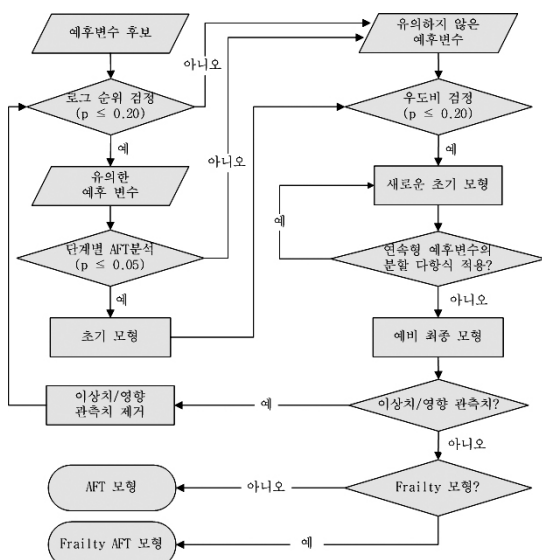 예후변수 후보
아니오
로그 순위 검정
(p ≤ 0.20)
예
유의한
예후 변수
아니오
단계별 AFT분석
(p ≤ 0.05)
예
초기 모형
유의하지 않은
예후변수
우도비 검정
(p ≤ 0.20)
예
새로운 초기 모형
예
연속형 예후변수의
분할 다항식 적용?
아니오
예비 최종 모형
이상치/영향 관측치?
예
이상치/영향
관측치 제거
아니오
Frailty 모형?
아니오
AFT 모형
예
Frailty AFT 모형